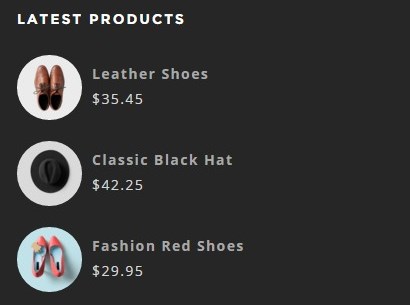 LATEST PRODUCTS
Leather Shoes
$35.45
Classic Black Hat
$42.25
Fashion Red Shoes
$29.95